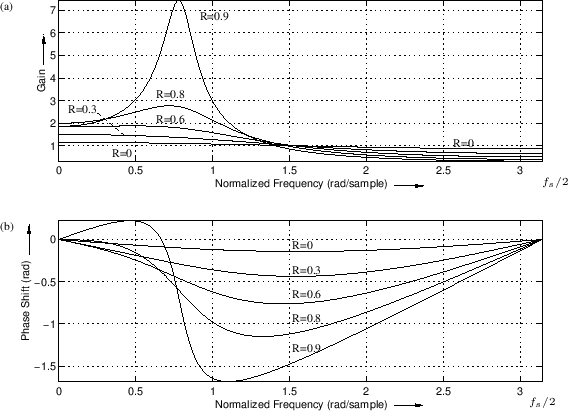 (a)
7
6
5
4
3
2
1
Gain
R=0.9
R=0.8
R=0.3
R=0.6
R=0
R=0
0
0.5
1
1.5
2
2.5
3
Normalized Frequency (rad/sample)
f_s/2
(b)
0
−0.5
−1
−1.5
Phase Shift (rad)
R=0
R=0.3
R=0.6
R=0.8
R=0.9
0
0.5
1
1.5
2
2.5
3
Normalized Frequency (rad/sample)
f_s/2